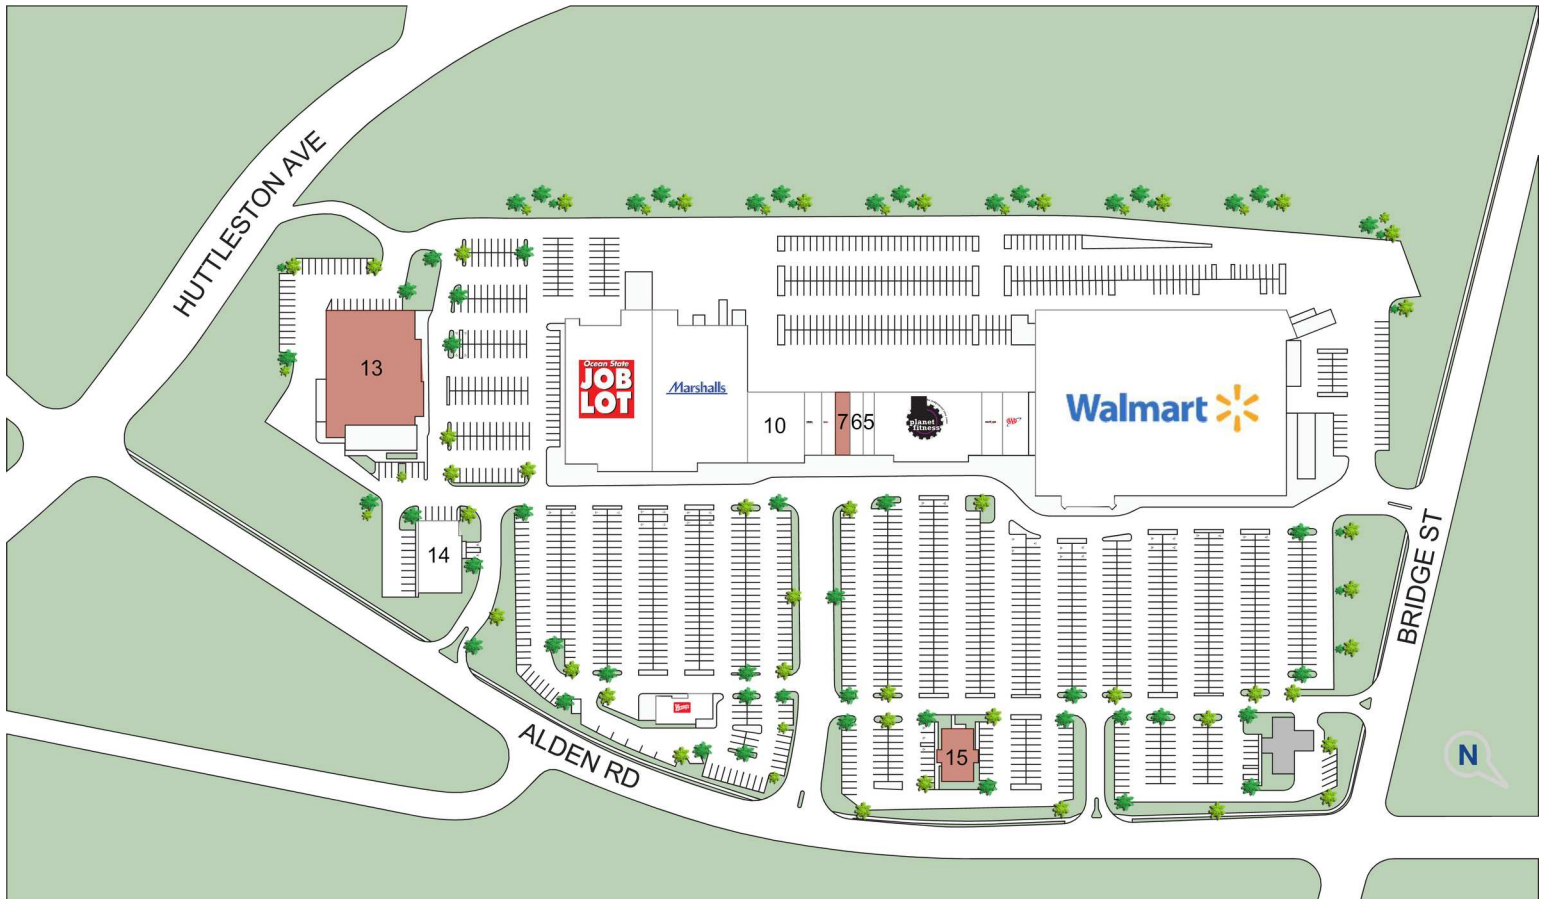 HUTTLESTON AVE
13
Ocean State
JOB
LOT
Marshalls
10
7
6
5
planet
fitness
Walmart
14
BRIDGE ST
ALDEN RD
15
N